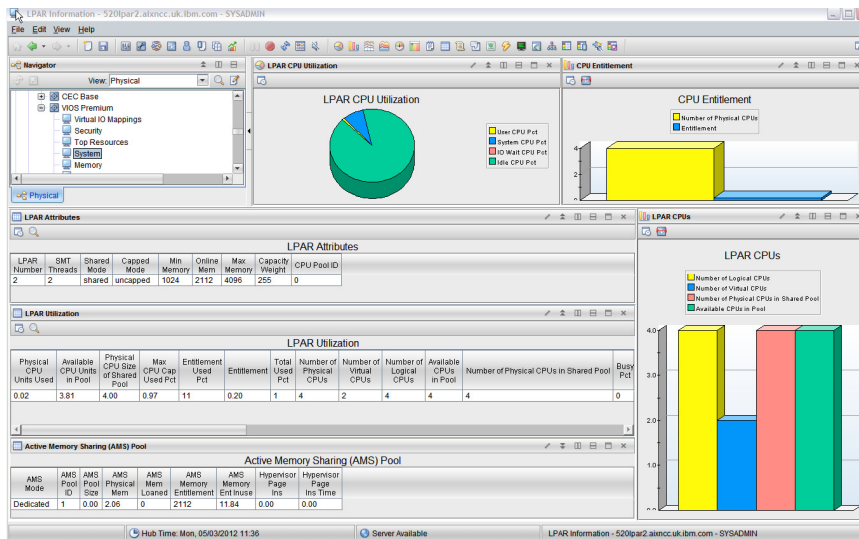 LPAR Information - 520lpar2.aixncc.uk.ibm.com - SYSADMIN
File Edit View Help
Navigator
View: Physical
CEC Base
VIOS Premium
Virtual IO Mappings
Security
Top Resources
System
Memory
Physical
LPAR CPU Utilization
LPAR CPU Utilization
User CPU Pct
System CPU Pct
IO Wait CPU Pct
Idle CPU Pct
CPU Entitlement
CPU Entitlement
Number of Physical CPUs
Entitlement
4
2
LPAR Attributes
LPAR Attributes
LPAR Number SMT Threads Shared Mode Capped Mode Min Memory Online Mem Max Memory Capacity Weight CPU Pool ID
2 2 shared uncapped 1024 2112 4096 255 0
LPAR Utilization
LPAR Utilization
Physical CPU Units Used Available CPU Units in Pool Physical CPU Size of Shared Pool Max CPU Cap Used Pct Entitlement Used Pct Entitlement Total Used Pct Number of Physical CPUs Number of Virtual CPUs Number of Logical CPUs Available CPUs in Pool Number of Physical CPUs in Shared Pool Busy Pct
0.02 3.81 4.00 0.97 11 0.20 1 4 2 4 4 4 0
Active Memory Sharing (AMS) Pool
Active Memory Sharing (AMS) Pool
AMS Mode AMS Pool ID AMS Pool Size AMS Physical Mem AMS Mem Loaned AMS Memory Entitlement AMS Memory Ent Inuse Hypervisor Page Ins Hypervisor Page Ins Time
Dedicated 1 0.00 2.06 0 2112 11.84 0.00 0.00
LPAR CPUs
LPAR CPUs
Number of Logical CPUs
Number of Virtual CPUs
Number of Physical CPUs in Shared Pool
Available CPUs in Pool
4.0
3.0
2.0
1.0
Hub Time: Mon, 05/03/2012 11:36
Server Available
LPAR Information - 520lpar2.aixncc.uk.ibm.com - SYSADMIN